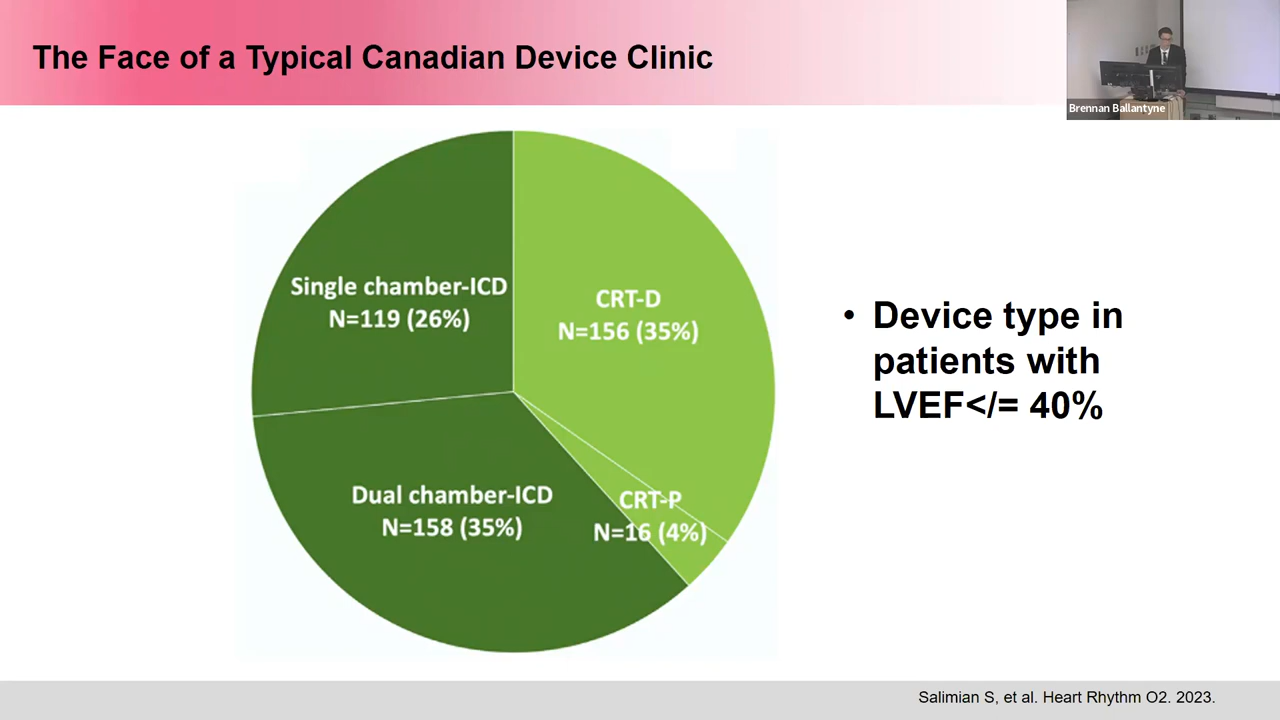 The Face of a Typical Canadian Device Clinic
Brennan Ballantyne
Single chamber-ICD
N=119 (26%)
CRT-D
N=156 (35%)
Dual chamber-ICD
N=158 (35%)
CRT-P
N=16 (4%)
• Device type in
patients with
LVEF</= 40%
Salimian S, et al. Heart Rhythm O2. 2023.